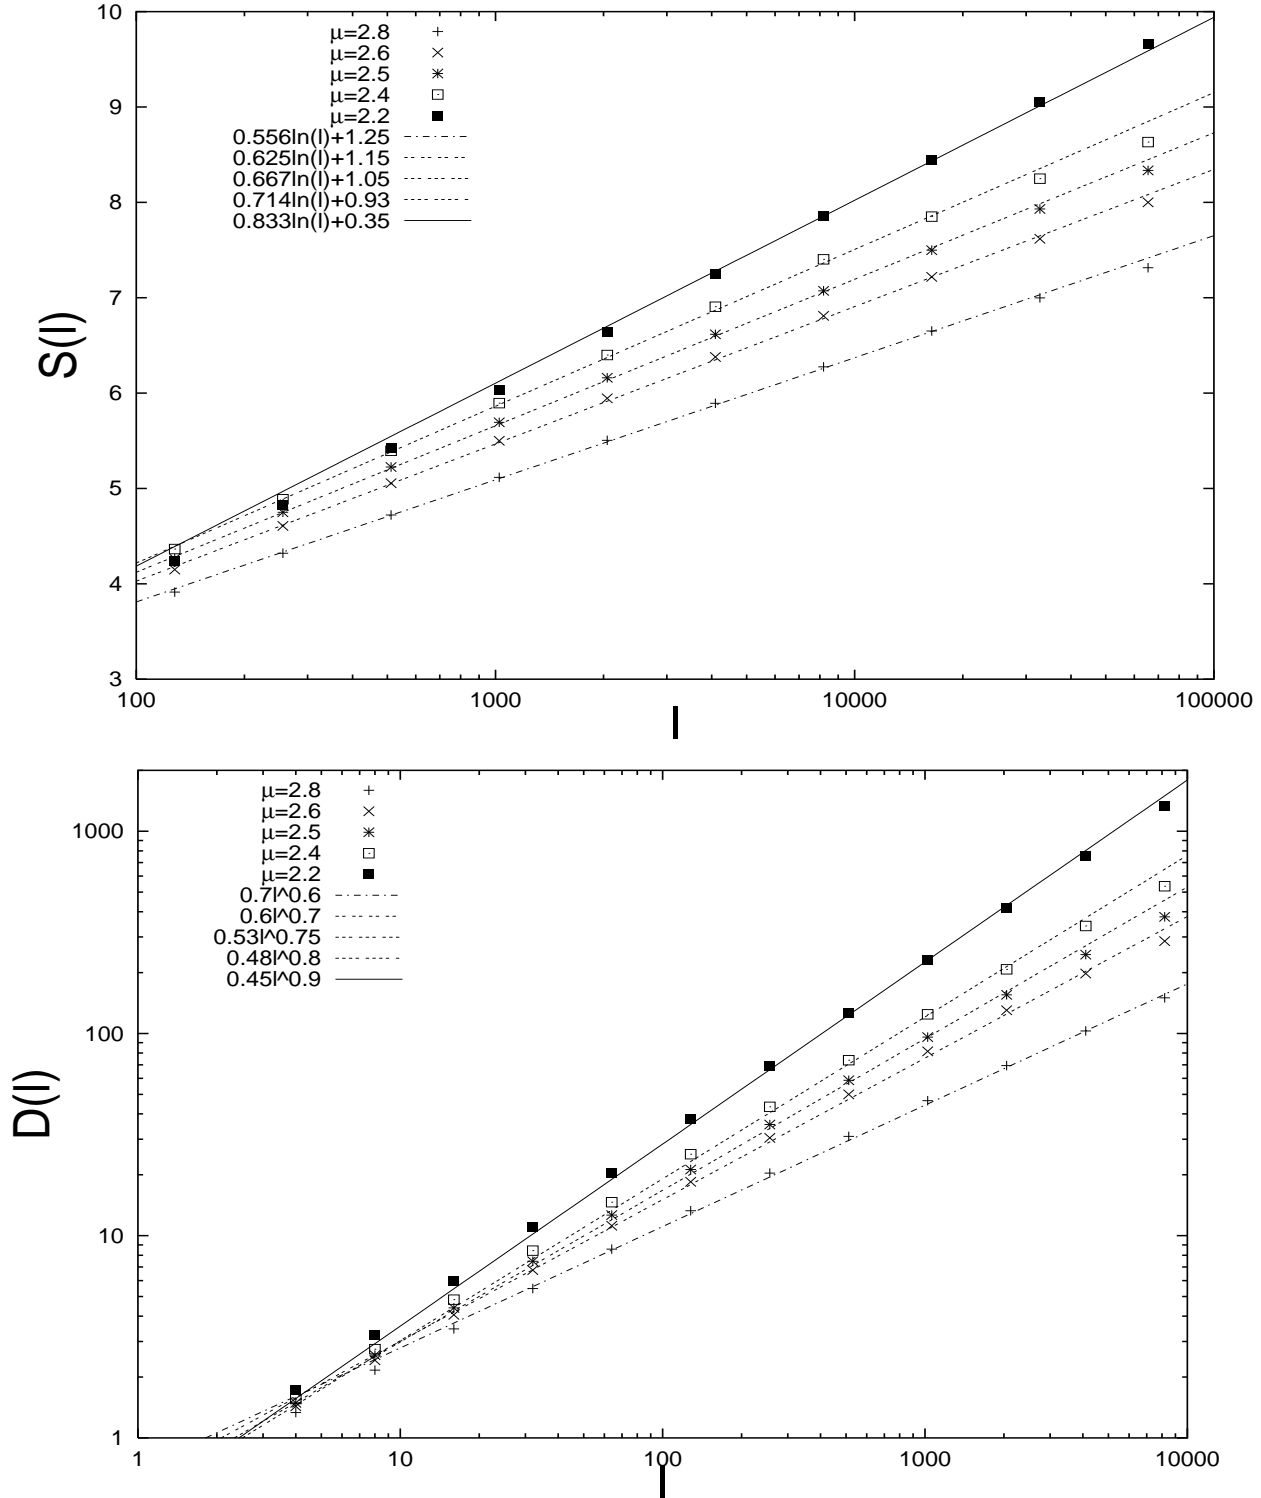 10
9
8
7
6
5
4
3
S(l)
μ=2.8
μ=2.6
μ=2.5
μ=2.4
μ=2.2
0.556ln(l)+1.25
0.625ln(l)+1.15
0.667ln(l)+1.05
0.714ln(l)+0.93
0.833ln(l)+0.35
100 1000 10000 100000
l
1000
100
10
1
D(l)
μ=2.8
μ=2.6
μ=2.5
μ=2.4
μ=2.2
0.7l^0.6
0.6l^0.7
0.53l^0.75
0.48l^0.8
0.45l^0.9
1 10 100 1000 10000
l